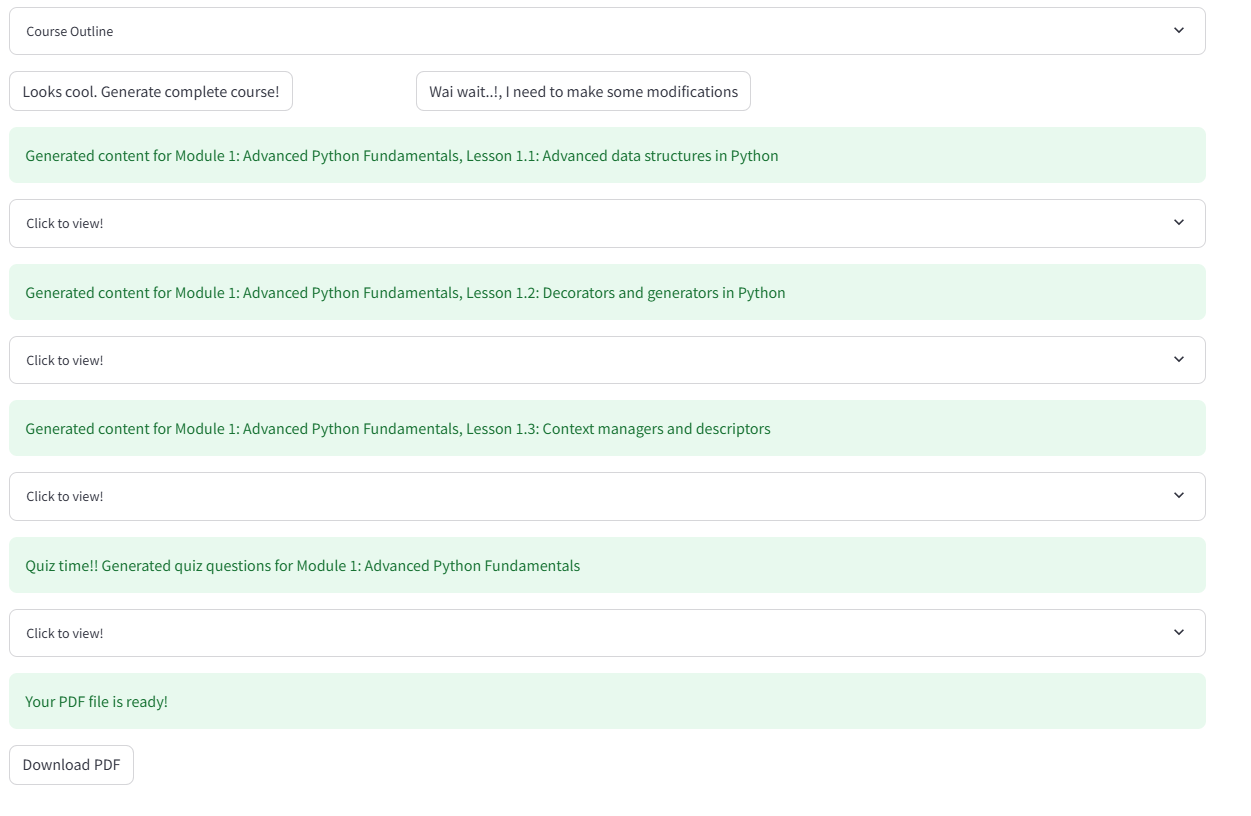 Course Outline
Looks cool. Generate complete course!
Wai wait..!, I need to make some modifications
Generated content for Module 1: Advanced Python Fundamentals, Lesson 1.1: Advanced data structures in Python
Click to view!
Generated content for Module 1: Advanced Python Fundamentals, Lesson 1.2: Decorators and generators in Python
Click to view!
Generated content for Module 1: Advanced Python Fundamentals, Lesson 1.3: Context managers and descriptors
Click to view!
Quiz time!! Generated quiz questions for Module 1: Advanced Python Fundamentals
Click to view!
Your PDF file is ready!
Download PDF